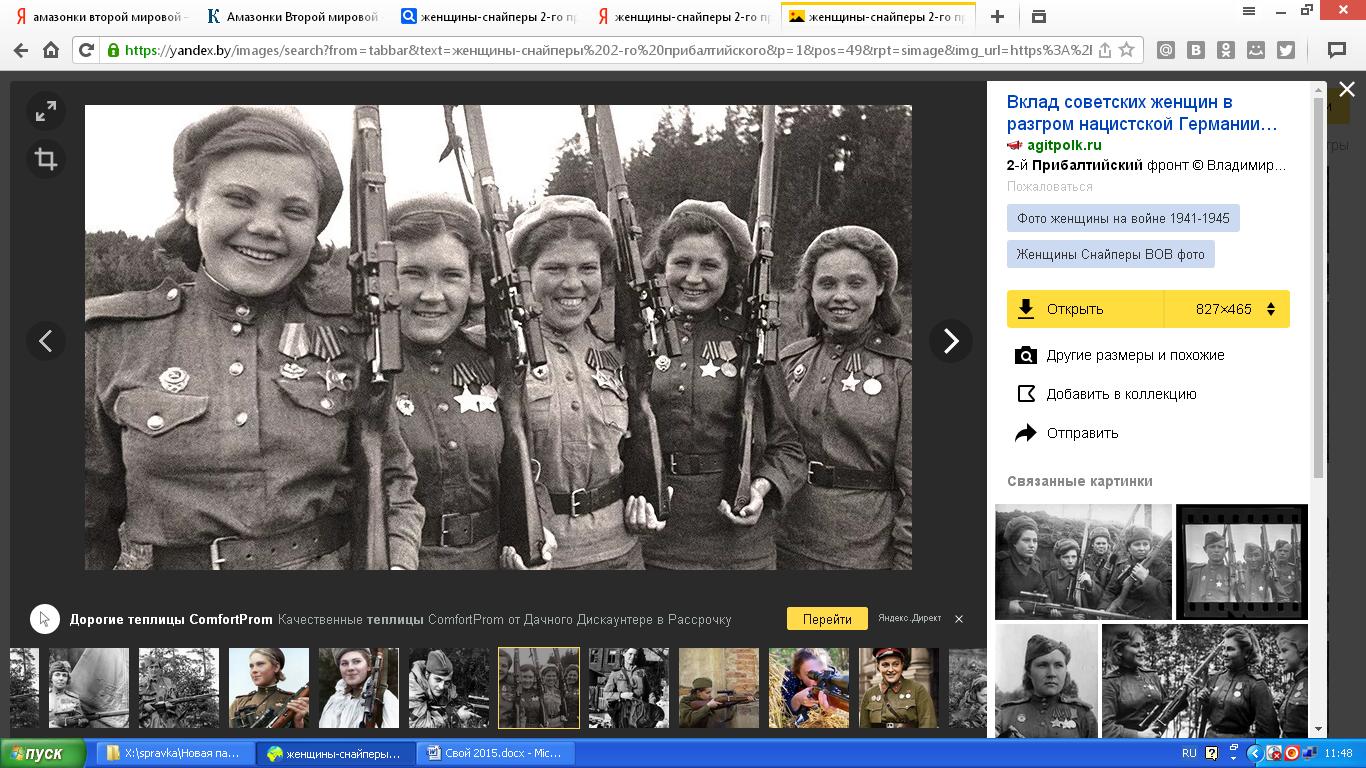 амазонки второй мировой -
Амазонки Второй мировой
женщины-снайперы 2-го пр
женщины-снайперы 2-го пр
женщины-снайперы 2-го пр
https://yandex.by/images/search?from=tabbar&text=женщины-снайперы%202-го%20прибалтийского&p=1&pos=49&rpt=simage&img_url=https%3A%2I
Вклад советских женщин в
разгром нацистской Германии...
agitpolk.ru
2-й Прибалтийский фронт © Владимир...
Пожаловаться
Фото женщины на войне 1941-1945
Женщины Снайперы ВОВ фото
Открыть 827×465
Другие размеры и похожие
Добавить в коллекцию
Отправить
Связанные картинки
Дорогие теплицы ComfortProm Качественные теплицы ComfortProm от Дачного Дискаунтере в Рассрочку
Перейти
Яндекс.Директ
пуск
X:\spravka\Новая па...
женщины-снайперы...
Свой 2015.docx - Mic...
RU
11:48